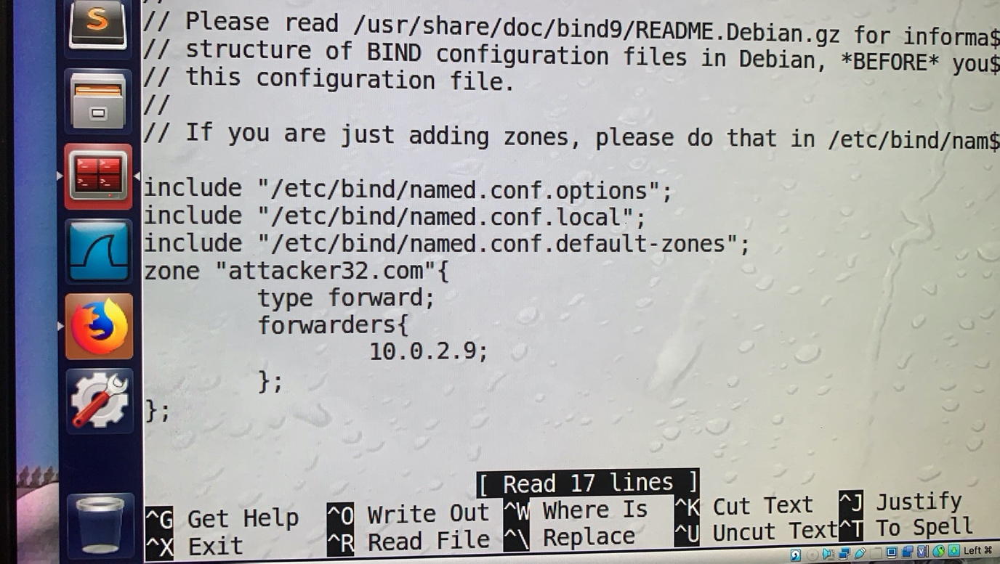 // Please read /usr/share/doc/bind9/README.Debian.gz for informa$
// structure of BIND configuration files in Debian, *BEFORE* you$
// this configuration file.
//
// If you are just adding zones, please do that in /etc/bind/nam$
include "/etc/bind/named.conf.options";
include "/etc/bind/named.conf.local";
include "/etc/bind/named.conf.default-zones";
zone "attacker32.com"{
type forward;
forwarders{
10.0.2.9;
};
};
[ Read 17 lines ]
^G Get Help ^O Write Out ^W Where Is ^K Cut Text ^J Justify
^X Exit ^R Read File ^\ Replace ^U Uncut Text ^T To Spell
Left ⌘